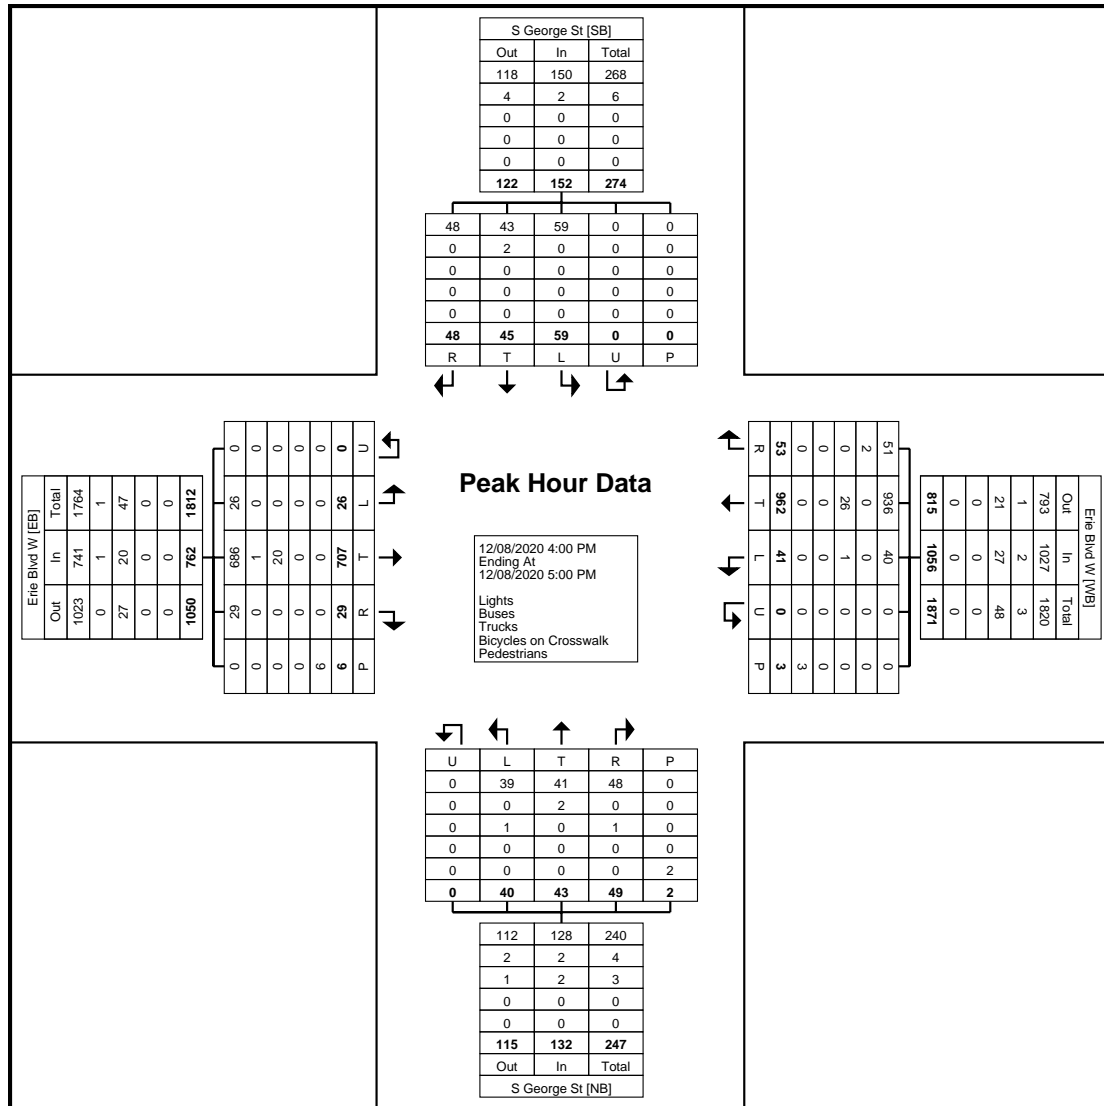 S George St [SB]
Out In Total
118 150 268
4 2 6
0 0 0
0 0 0
0 0 0
122 152 274
48 43 59 0 0
0 2 0 0 0
0 0 0 0 0
0 0 0 0 0
0 0 0 0 0
48 45 59 0 0
R T L U P
Erie Blvd W [EB]
Out In Total
1023 741 1764
0 1 1
27 20 47
0 0 0
0 0 0
1050 762 1812
0 26 686 29 0
0 0 1 0 0
0 0 20 0 0
0 0 0 0 0
0 0 0 0 6
0 26 707 29 6
U L T R P
Peak Hour Data
12/08/2020 4:00 PM
Ending At
12/08/2020 5:00 PM
Lights
Buses
Trucks
Bicycles on Crosswalk
Pedestrians
Erie Blvd W [WB]
Out In Total
793 1027 1820
1 2 3
21 27 48
0 0 0
0 0 0
815 1056 1871
51 936 40 0 0
2 0 0 0 0
0 26 1 0 0
0 0 0 0 0
0 0 0 0 3
53 962 41 0 3
R T L U P
U L T R P
0 39 41 48 0
0 0 2 0 0
0 1 0 1 0
0 0 0 0 0
0 0 0 0 2
0 40 43 49 2
112 128 240
2 2 4
1 2 3
0 0 0
0 0 0
115 132 247
Out In Total
S George St [NB]